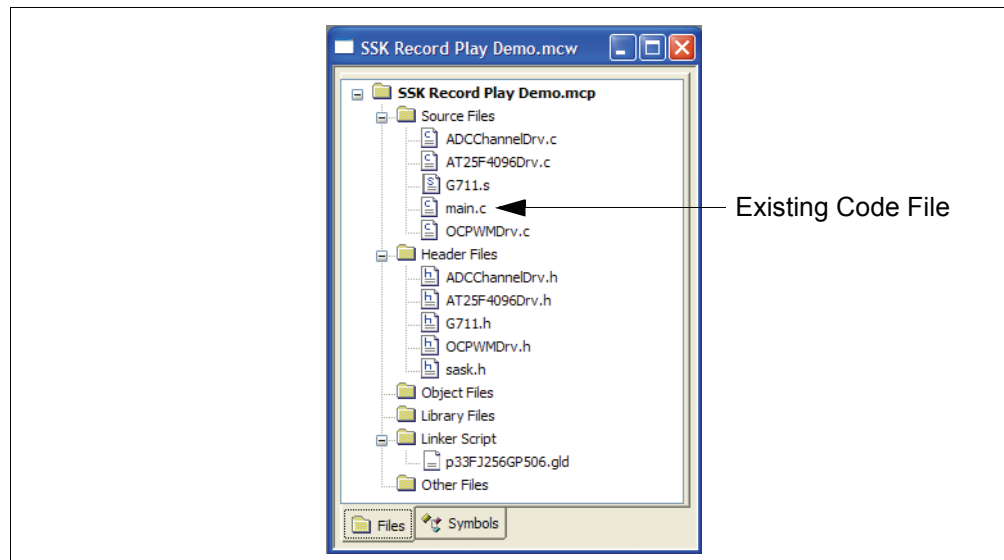 SSK Record Play Demo.mcw
SSK Record Play Demo.mcp
Source Files
ADCChannelDrv.c
AT25F4096Drv.c
G711.s
main.c
Existing Code File
OCPWMDrv.c
Header Files
ADCChannelDrv.h
AT25F4096Drv.h
G711.h
OCPWMDrv.h
sask.h
Object Files
Library Files
Linker Script
p33FJ256GP506.gld
Other Files
Files Symbols